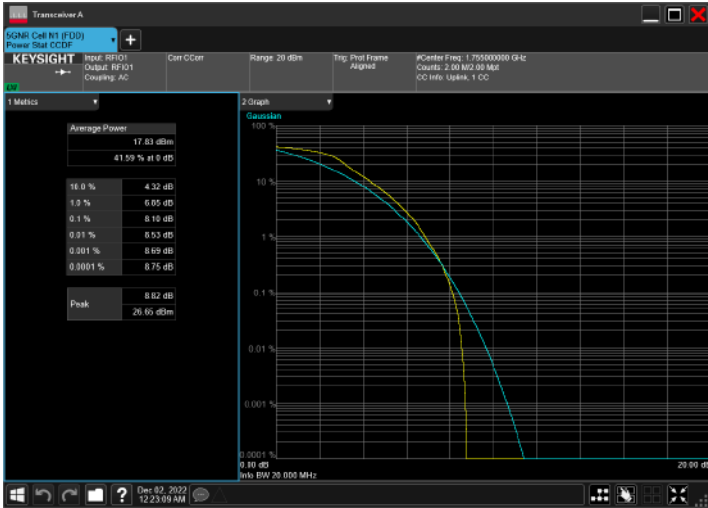 Transceiver A
5GNR Cell N1 (FDD)
Power Stat CCDF
KEYSIGHT
Input: RFIO1
Output: RFIO1
Coupling: AC
Corr CCorr
Range: 20 dBm
Trig: Prot Frame
Aligned
#Center Freq: 1.755000000 GHz
Counts: 2.00 M/2.00 Mpt
CC Info: Uplink, 1 CC
1 Metrics
Average Power
17.83 dBm
41.59 % at 0 dB
10.0 % 4.32 dB
1.0 % 6.65 dB
0.1 % 8.10 dB
0.01 % 8.53 dB
0.001 % 8.69 dB
0.0001 % 8.75 dB
Peak
8.82 dB
26.65 dBm
2 Graph
Gaussian
100 %
10 %
1 %
0.1 %
0.01 %
0.001 %
0.0001 %
0.00 dB
20.00 dB
Info BW 20.000 MHz
?
Dec 02, 2022
12:23:09 AM